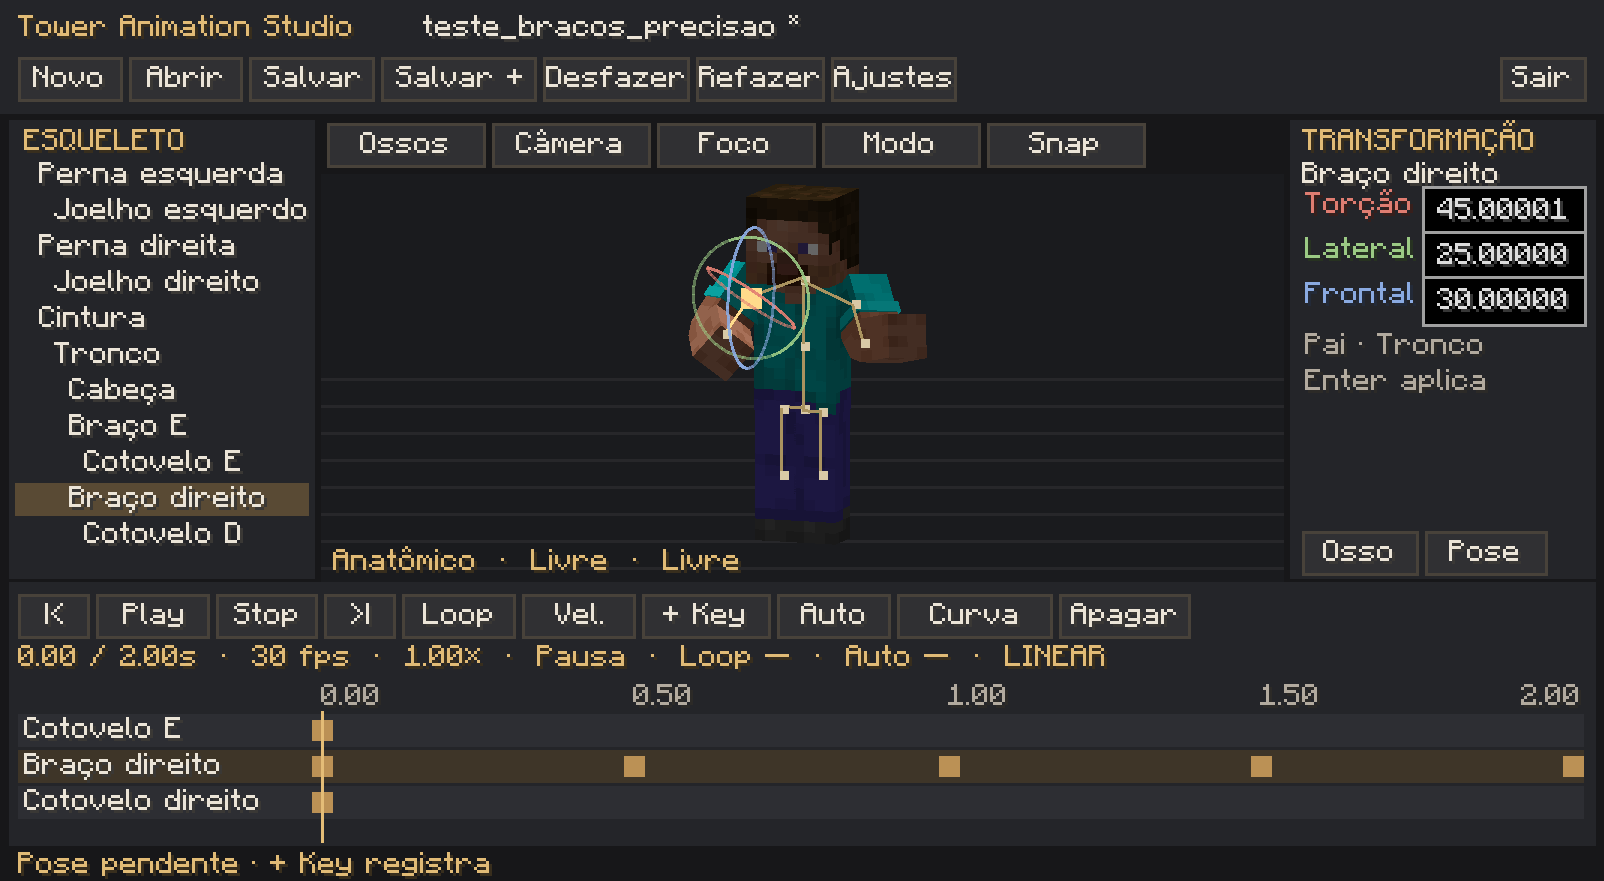 Tower Animation Studio teste_bracos_precisao *
Novo Abrir Salvar Salvar + Desfazer Refazer Ajustes Sair
ESQUELETO
Perna esquerda
Joelho esquerdo
Perna direita
Joelho direito
Cintura
Tronco
Cabeça
Braço E
Cotovelo E
Braço direito
Cotovelo D
Ossos Câmera Foco Modo Snap
Anatômico · Livre · Livre
TRANSFORMAÇÃO
Braço direito
Torção 45.00001
Lateral 25.00000
Frontal 30.00000
Pai · Tronco
Enter aplica
Osso Pose
|< Play Stop >| Loop Vel. + Key Auto Curva Apagar
0.00 / 2.00s · 30 fps · 1.00× · Pausa · Loop — · Auto — · LINEAR
0.00 0.50 1.00 1.50 2.00
Cotovelo E
Braço direito
Cotovelo direito
Pose pendente · + Key registra